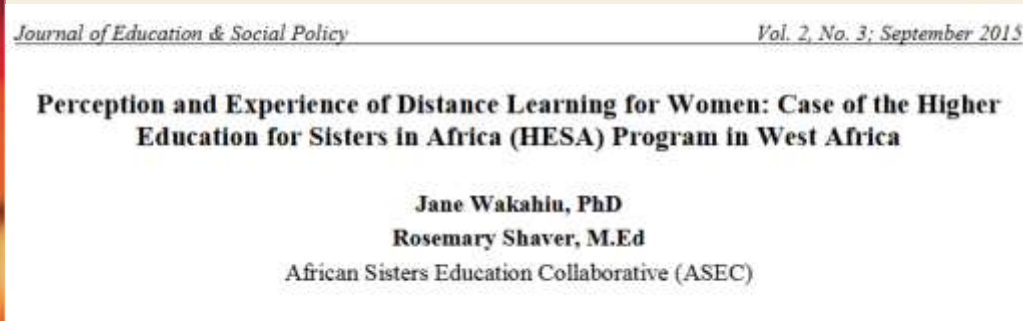 Journal of Education & Social Policy Vol. 2, No. 3; September 2015
Perception and Experience of Distance Learning for Women: Case of the Higher
Education for Sisters in Africa (HESA) Program in West Africa
Jane Wakahiu, PhD
Rosemary Shaver, M.Ed
African Sisters Education Collaborative (ASEC)